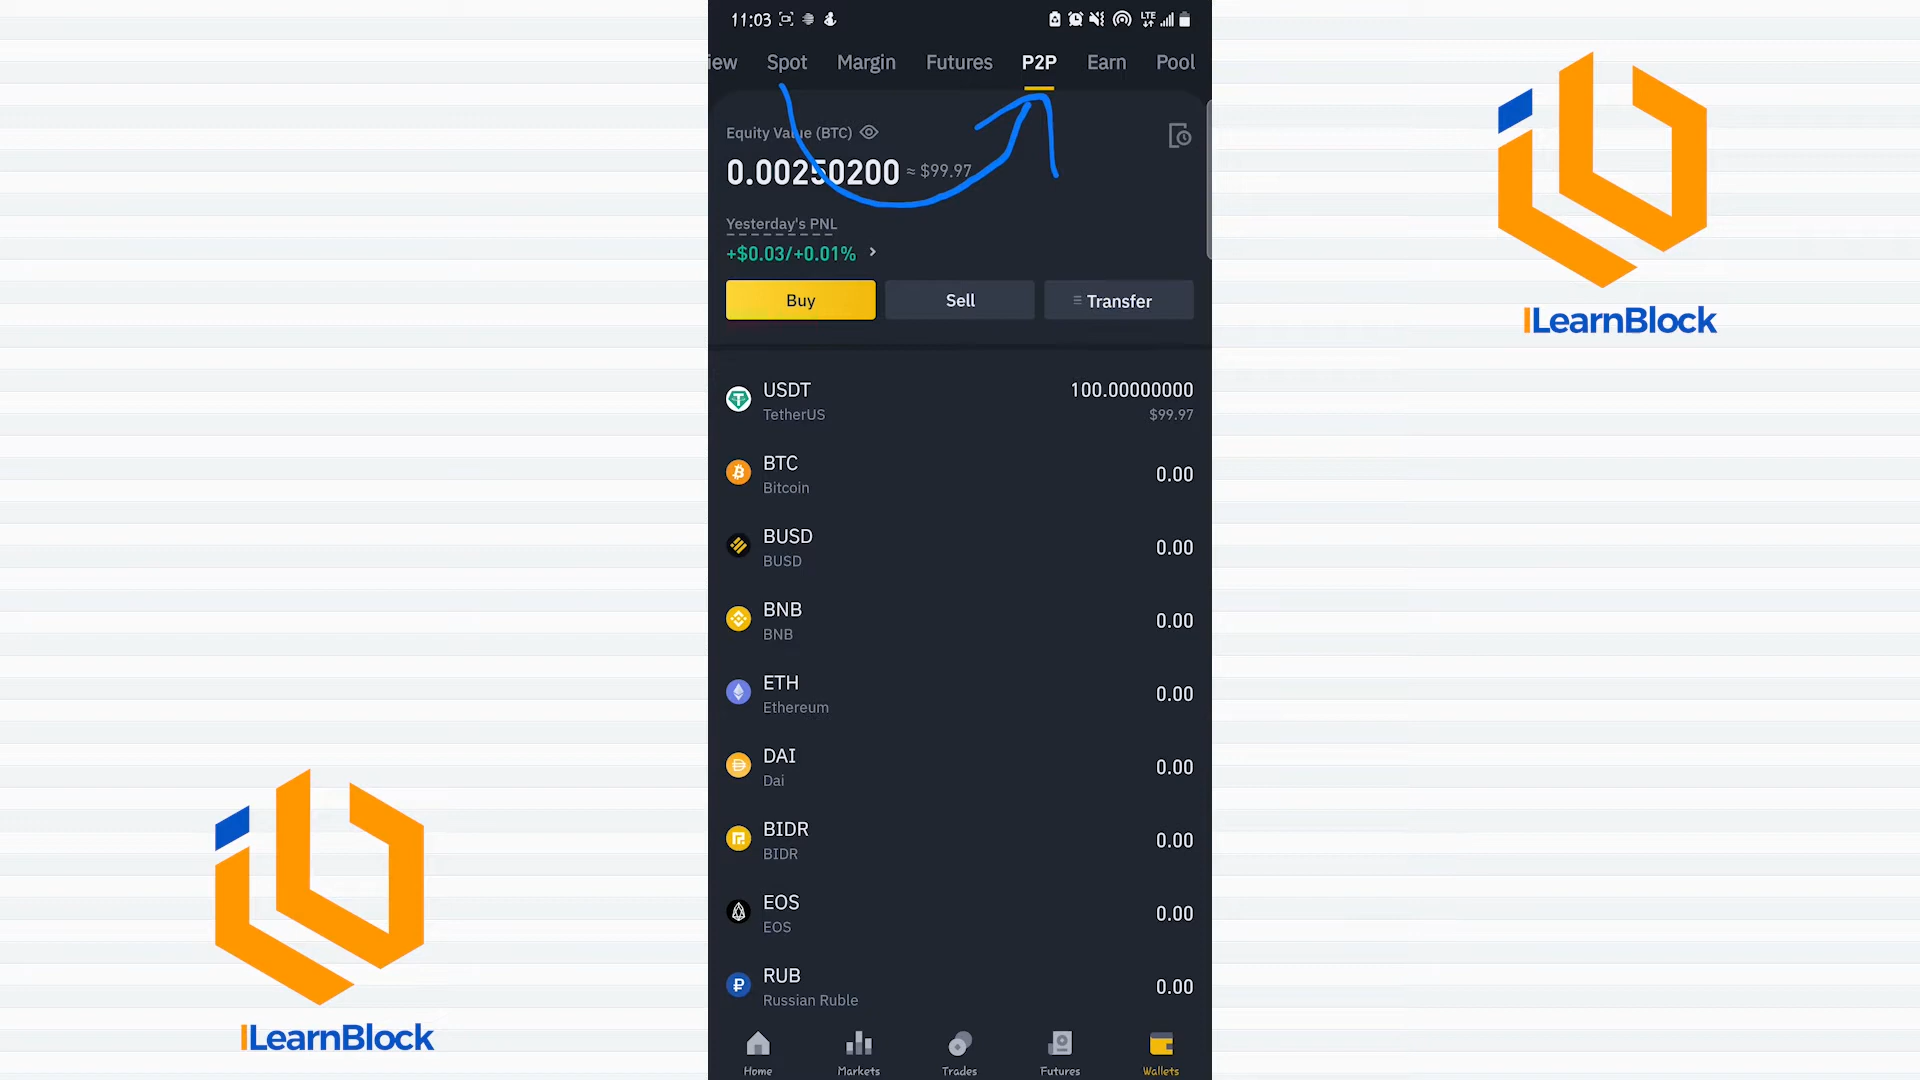 11:03
LTE
iew Spot Margin Futures P2P Earn Pool
Equity Value (BTC)
0.00250200 ≈ $99.97
Yesterday's PNL
+$0.03/+0.01% >
Buy Sell Transfer
USDT 100.00000000
TetherUS $99.97
BTC 0.00
Bitcoin
BUSD 0.00
BUSD
BNB 0.00
BNB
ETH 0.00
Ethereum
DAI 0.00
Dai
BIDR 0.00
BIDR
EOS 0.00
EOS
RUB 0.00
Russian Ruble
Home Markets Trades Futures Wallets
ILearnBlock
ILearnBlock